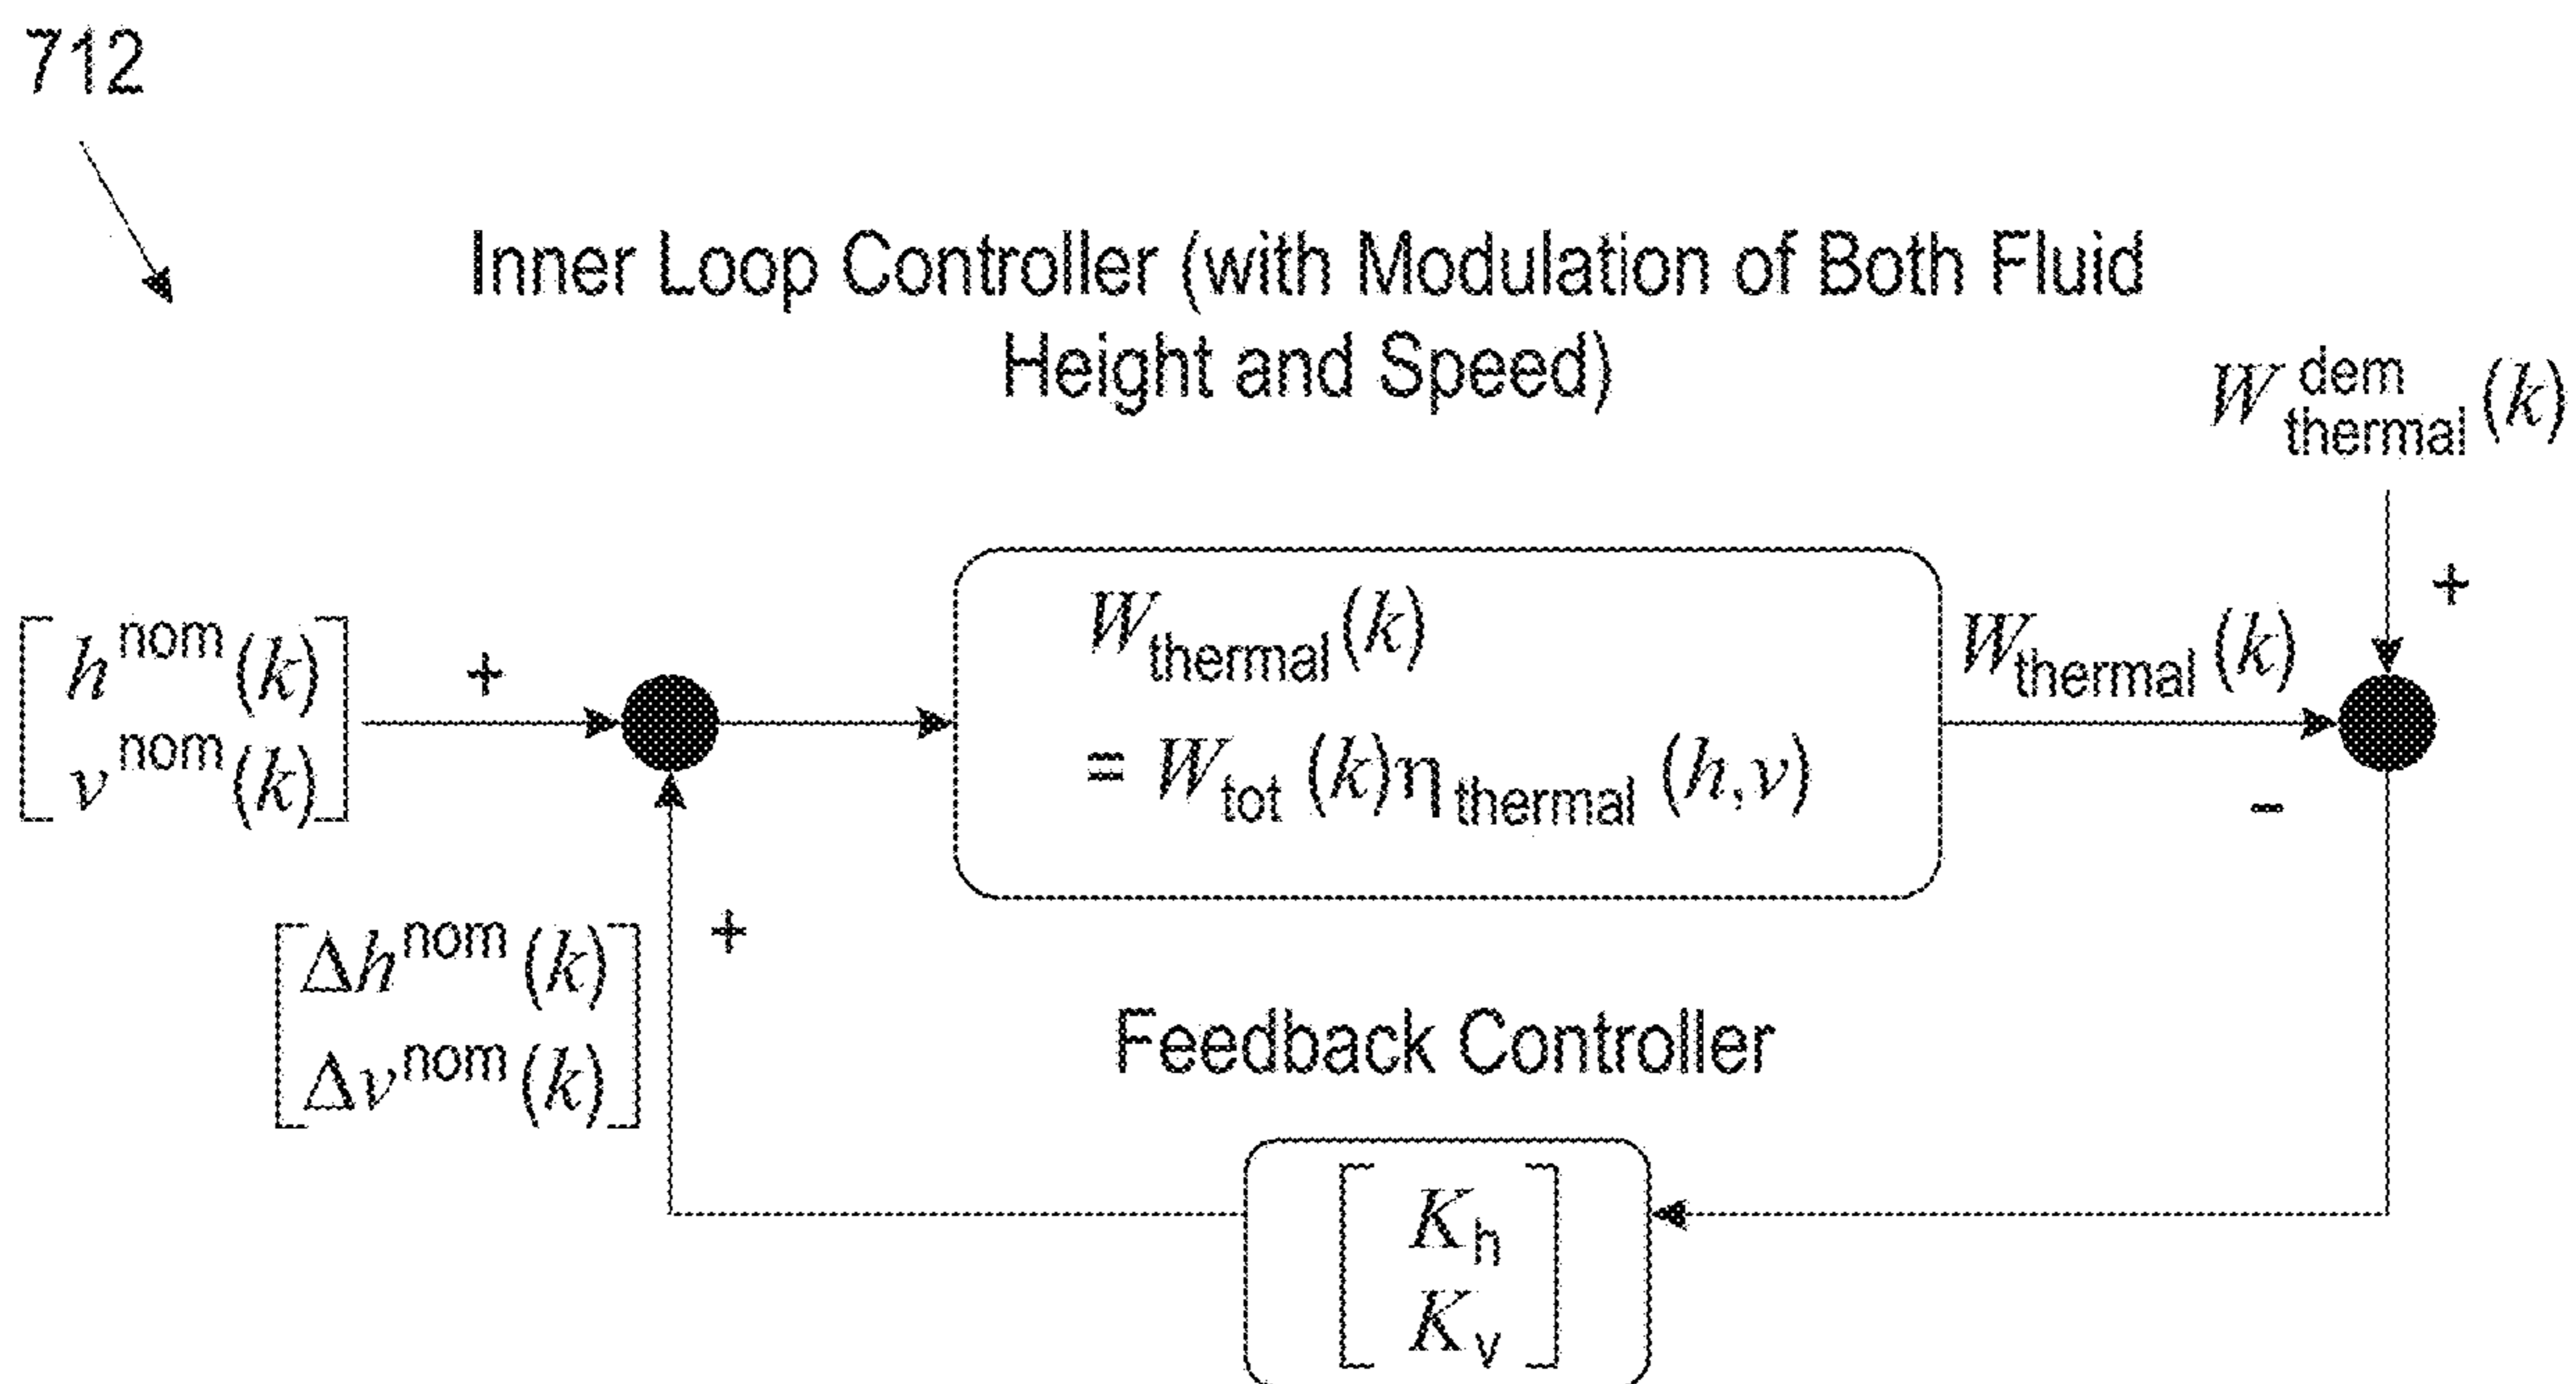 712
Inner Loop Controller (with Modulation of Both Fluid
Height and Speed)
W dem thermal (k)
+
h nom (k)
v nom (k)
+
W thermal (k)
= W tot (k) η thermal (h,v)
W thermal (k)
−
Δh nom (k)
Δv nom (k)
+
Feedback Controller
K h
K v